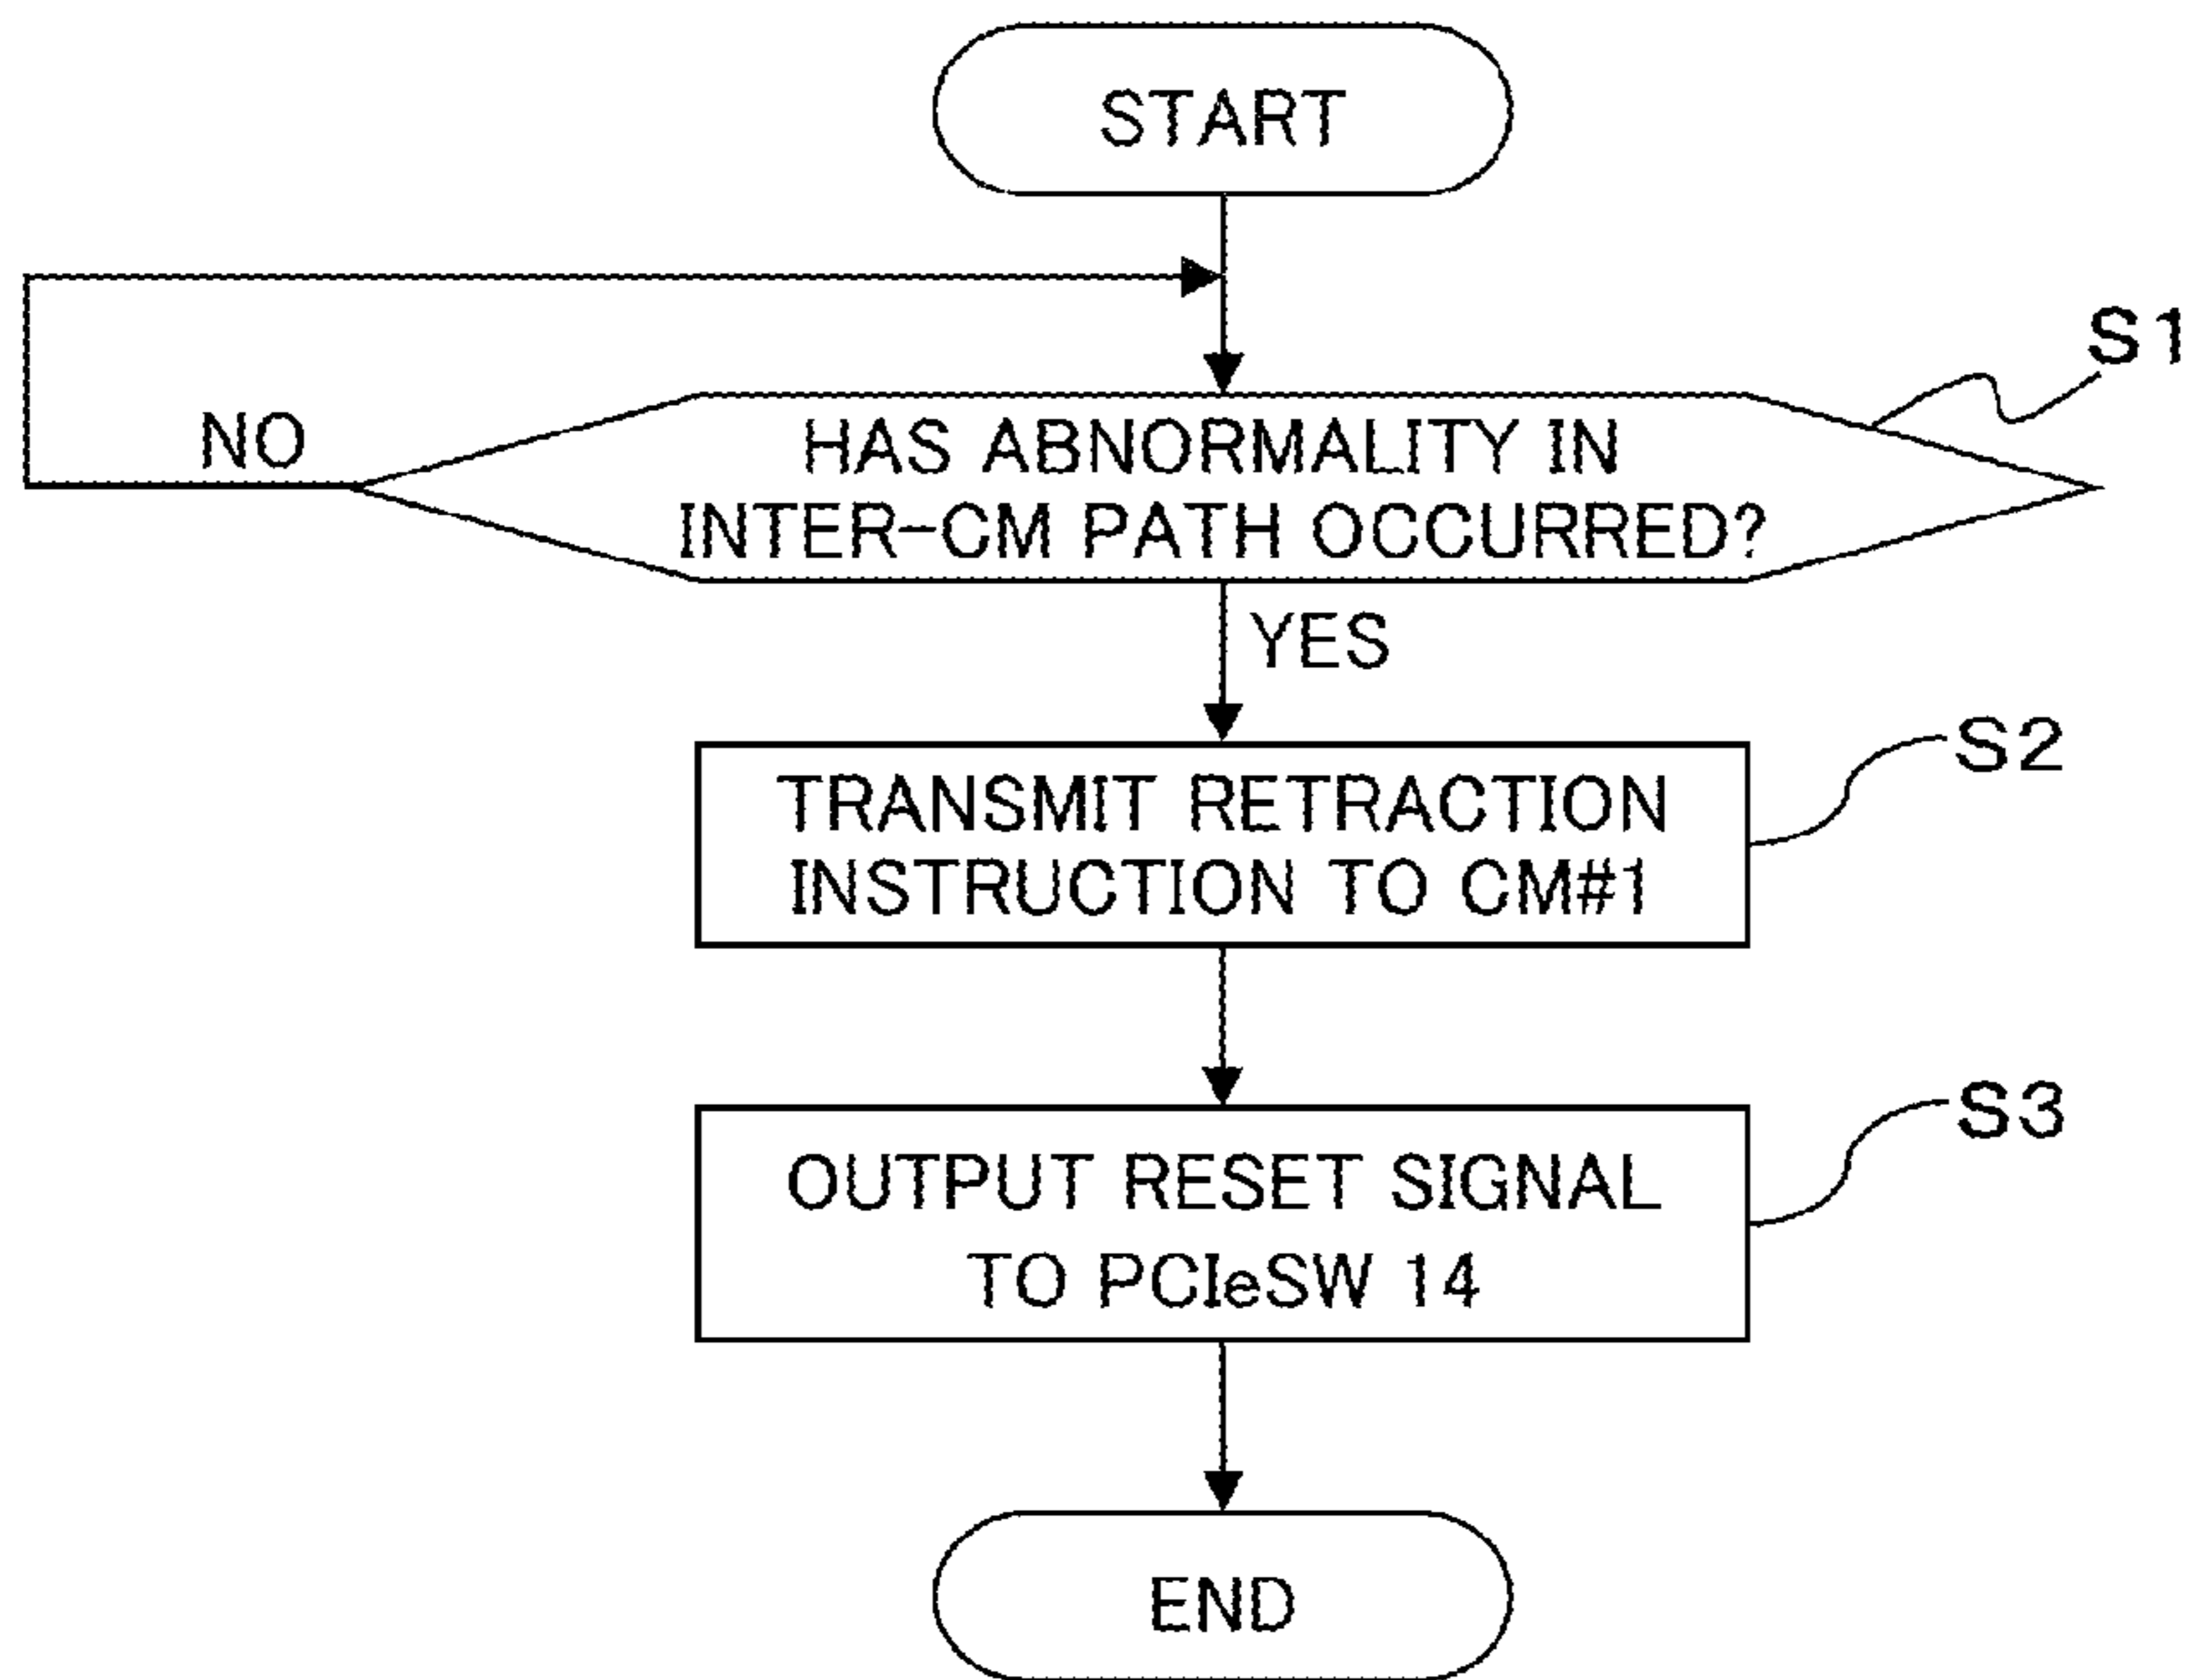 START
S1
NO
HAS ABNORMALITY IN
INTER-CM PATH OCCURRED?
YES
S2
TRANSMIT RETRACTION
INSTRUCTION TO CM#1
S3
OUTPUT RESET SIGNAL
TO PCIeSW 14
END